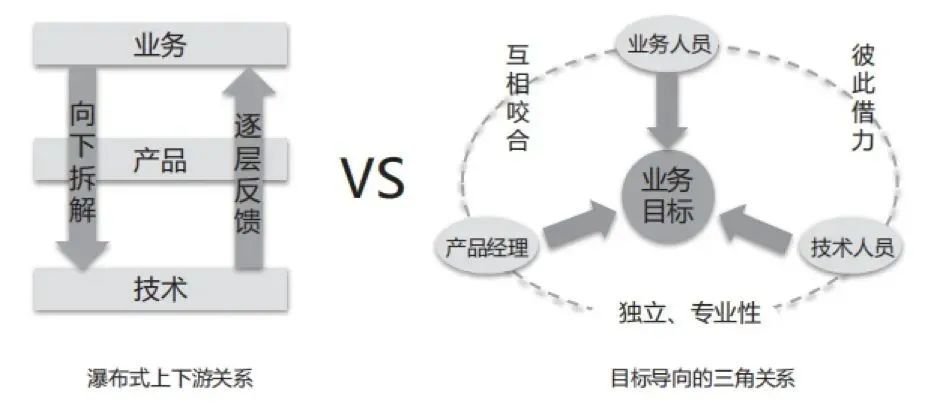 业务
向下拆解
逐层反馈
产品
技术
瀑布式上下游关系
VS
业务人员
互相咬合
彼此借力
业务
目标
产品经理
技术人员
独立、专业性
目标导向的三角关系